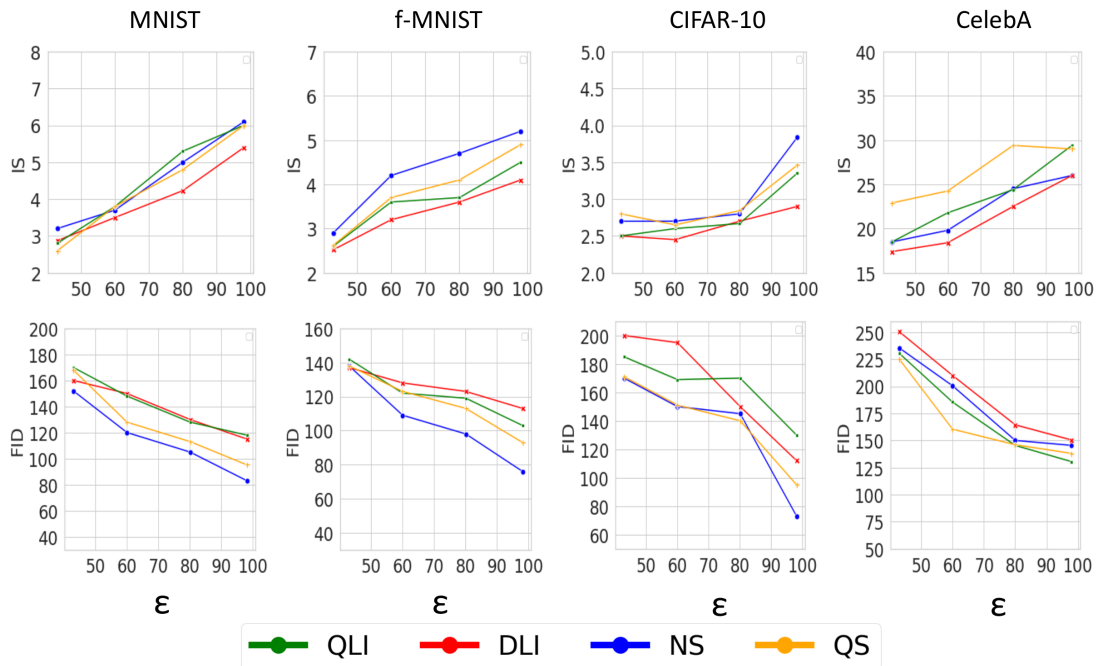 MNIST f-MNIST CIFAR-10 CelebA
8 7 5.0 40
7 6 4.5 35
6 5 4.0 30
5 4 3.5 25
4 3 3.0 20
3 2 2.5 15
2 2.0
IS IS IS IS
50 60 70 80 90 100 50 60 70 80 90 100 50 60 70 80 90 100 50 60 70 80 90 100
200 160 200 250
180 140 180 225
160 120 160 200
140 100 140 175
120 80 120 150
100 60 100 125
80 40 80 100
60 60 75
40 50
FID FID FID FID
50 60 70 80 90 100 50 60 70 80 90 100 50 60 70 80 90 100 50 60 70 80 90 100
ε ε ε ε
QLI DLI NS QS